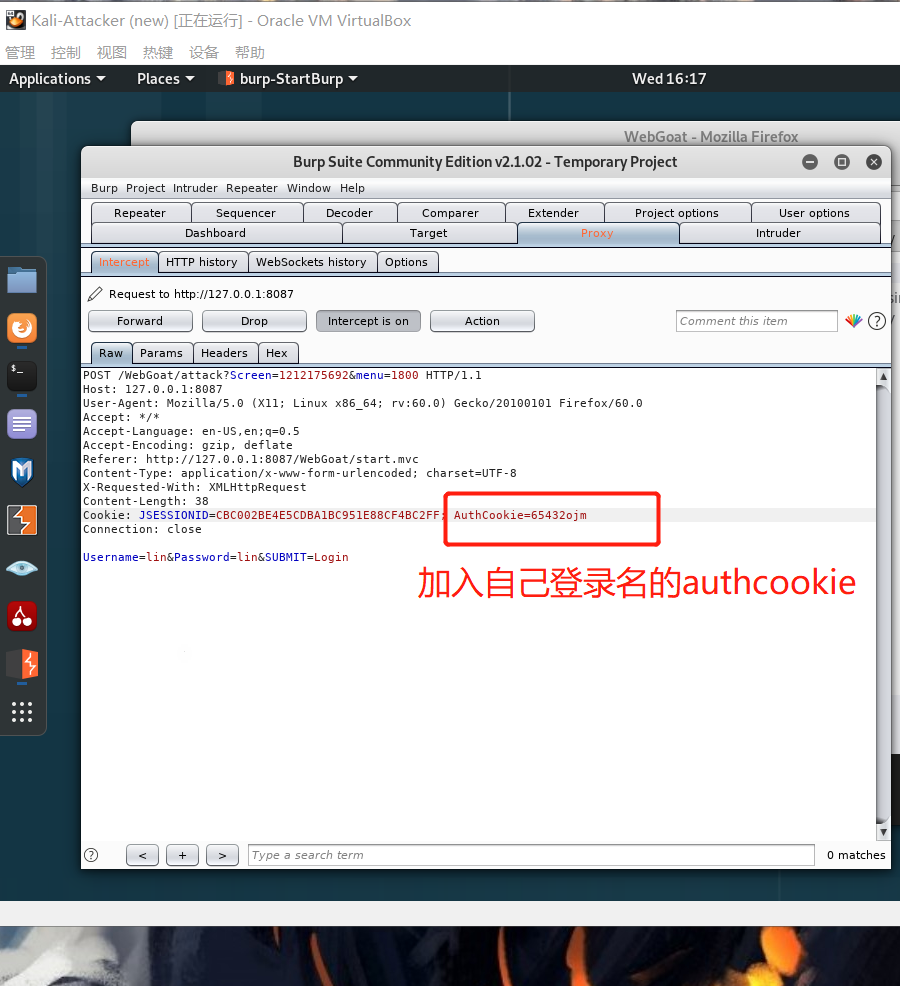 Kali-Attacker (new) [正在运行] - Oracle VM VirtualBox
管理 控制 视图 热键 设备 帮助
Applications Places burp-StartBurp Wed 16:17
WebGoat - Mozilla Firefox
Burp Suite Community Edition v2.1.02 - Temporary Project
Burp Project Intruder Repeater Window Help
Repeater Sequencer Decoder Comparer Extender Project options User options
Dashboard Target Proxy Intruder
Intercept HTTP history WebSockets history Options
Request to http://127.0.0.1:8087
Forward Drop Intercept is on Action Comment this item ?
Raw Params Headers Hex
POST /WebGoat/attack?Screen=1212175692&menu=1800 HTTP/1.1
Host: 127.0.0.1:8087
User-Agent: Mozilla/5.0 (X11; Linux x86_64; rv:60.0) Gecko/20100101 Firefox/60.0
Accept: */*
Accept-Language: en-US,en;q=0.5
Accept-Encoding: gzip, deflate
Referer: http://127.0.0.1:8087/WebGoat/start.mvc
Content-Type: application/x-www-form-urlencoded; charset=UTF-8
X-Requested-With: XMLHttpRequest
Content-Length: 38
Cookie: JSESSIONID=CBC002BE4E5CDBA1BC951E88CF4BC2FF; AuthCookie=65432ojm
Connection: close
Username=lin&Password=lin&SUBMIT=Login
加入自己登录名的authcookie
? < + > Type a search term 0 matches